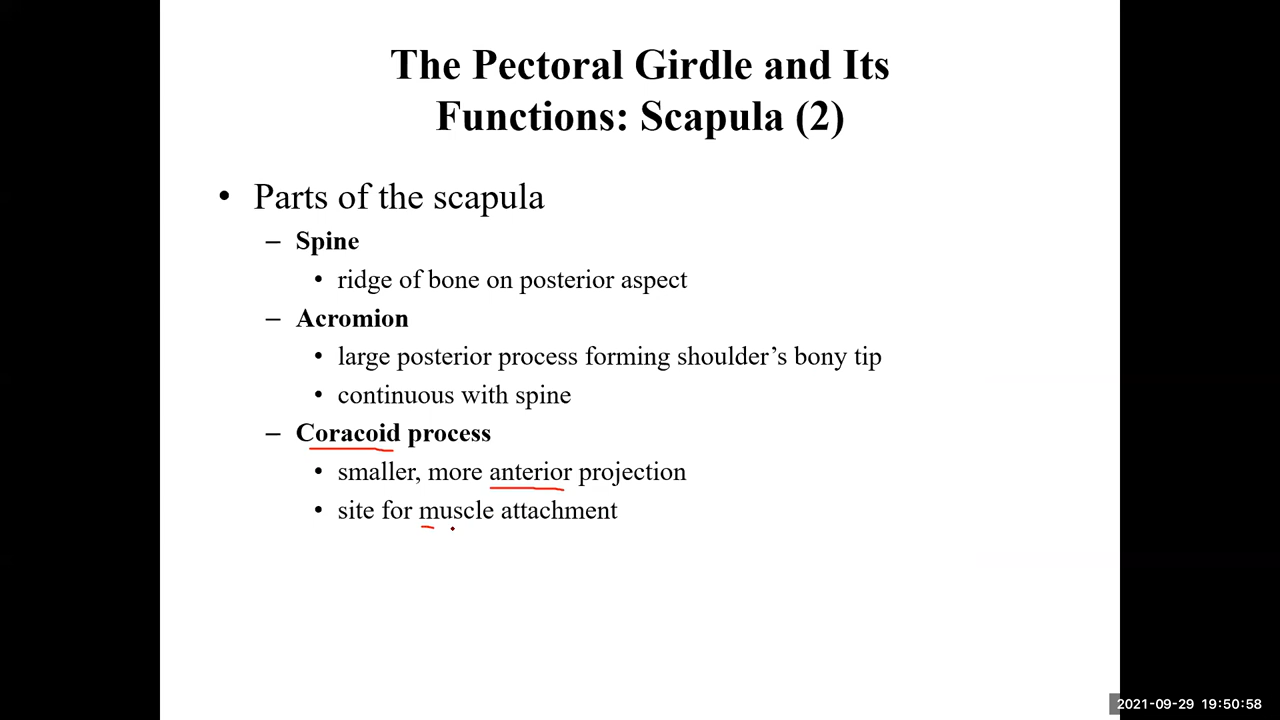 The Pectoral Girdle and Its
Functions: Scapula (2)
• Parts of the scapula
– Spine
• ridge of bone on posterior aspect
– Acromion
• large posterior process forming shoulder’s bony tip
• continuous with spine
– Coracoid process
• smaller, more anterior projection
• site for muscle attachment
2021-09-29 19:50:58